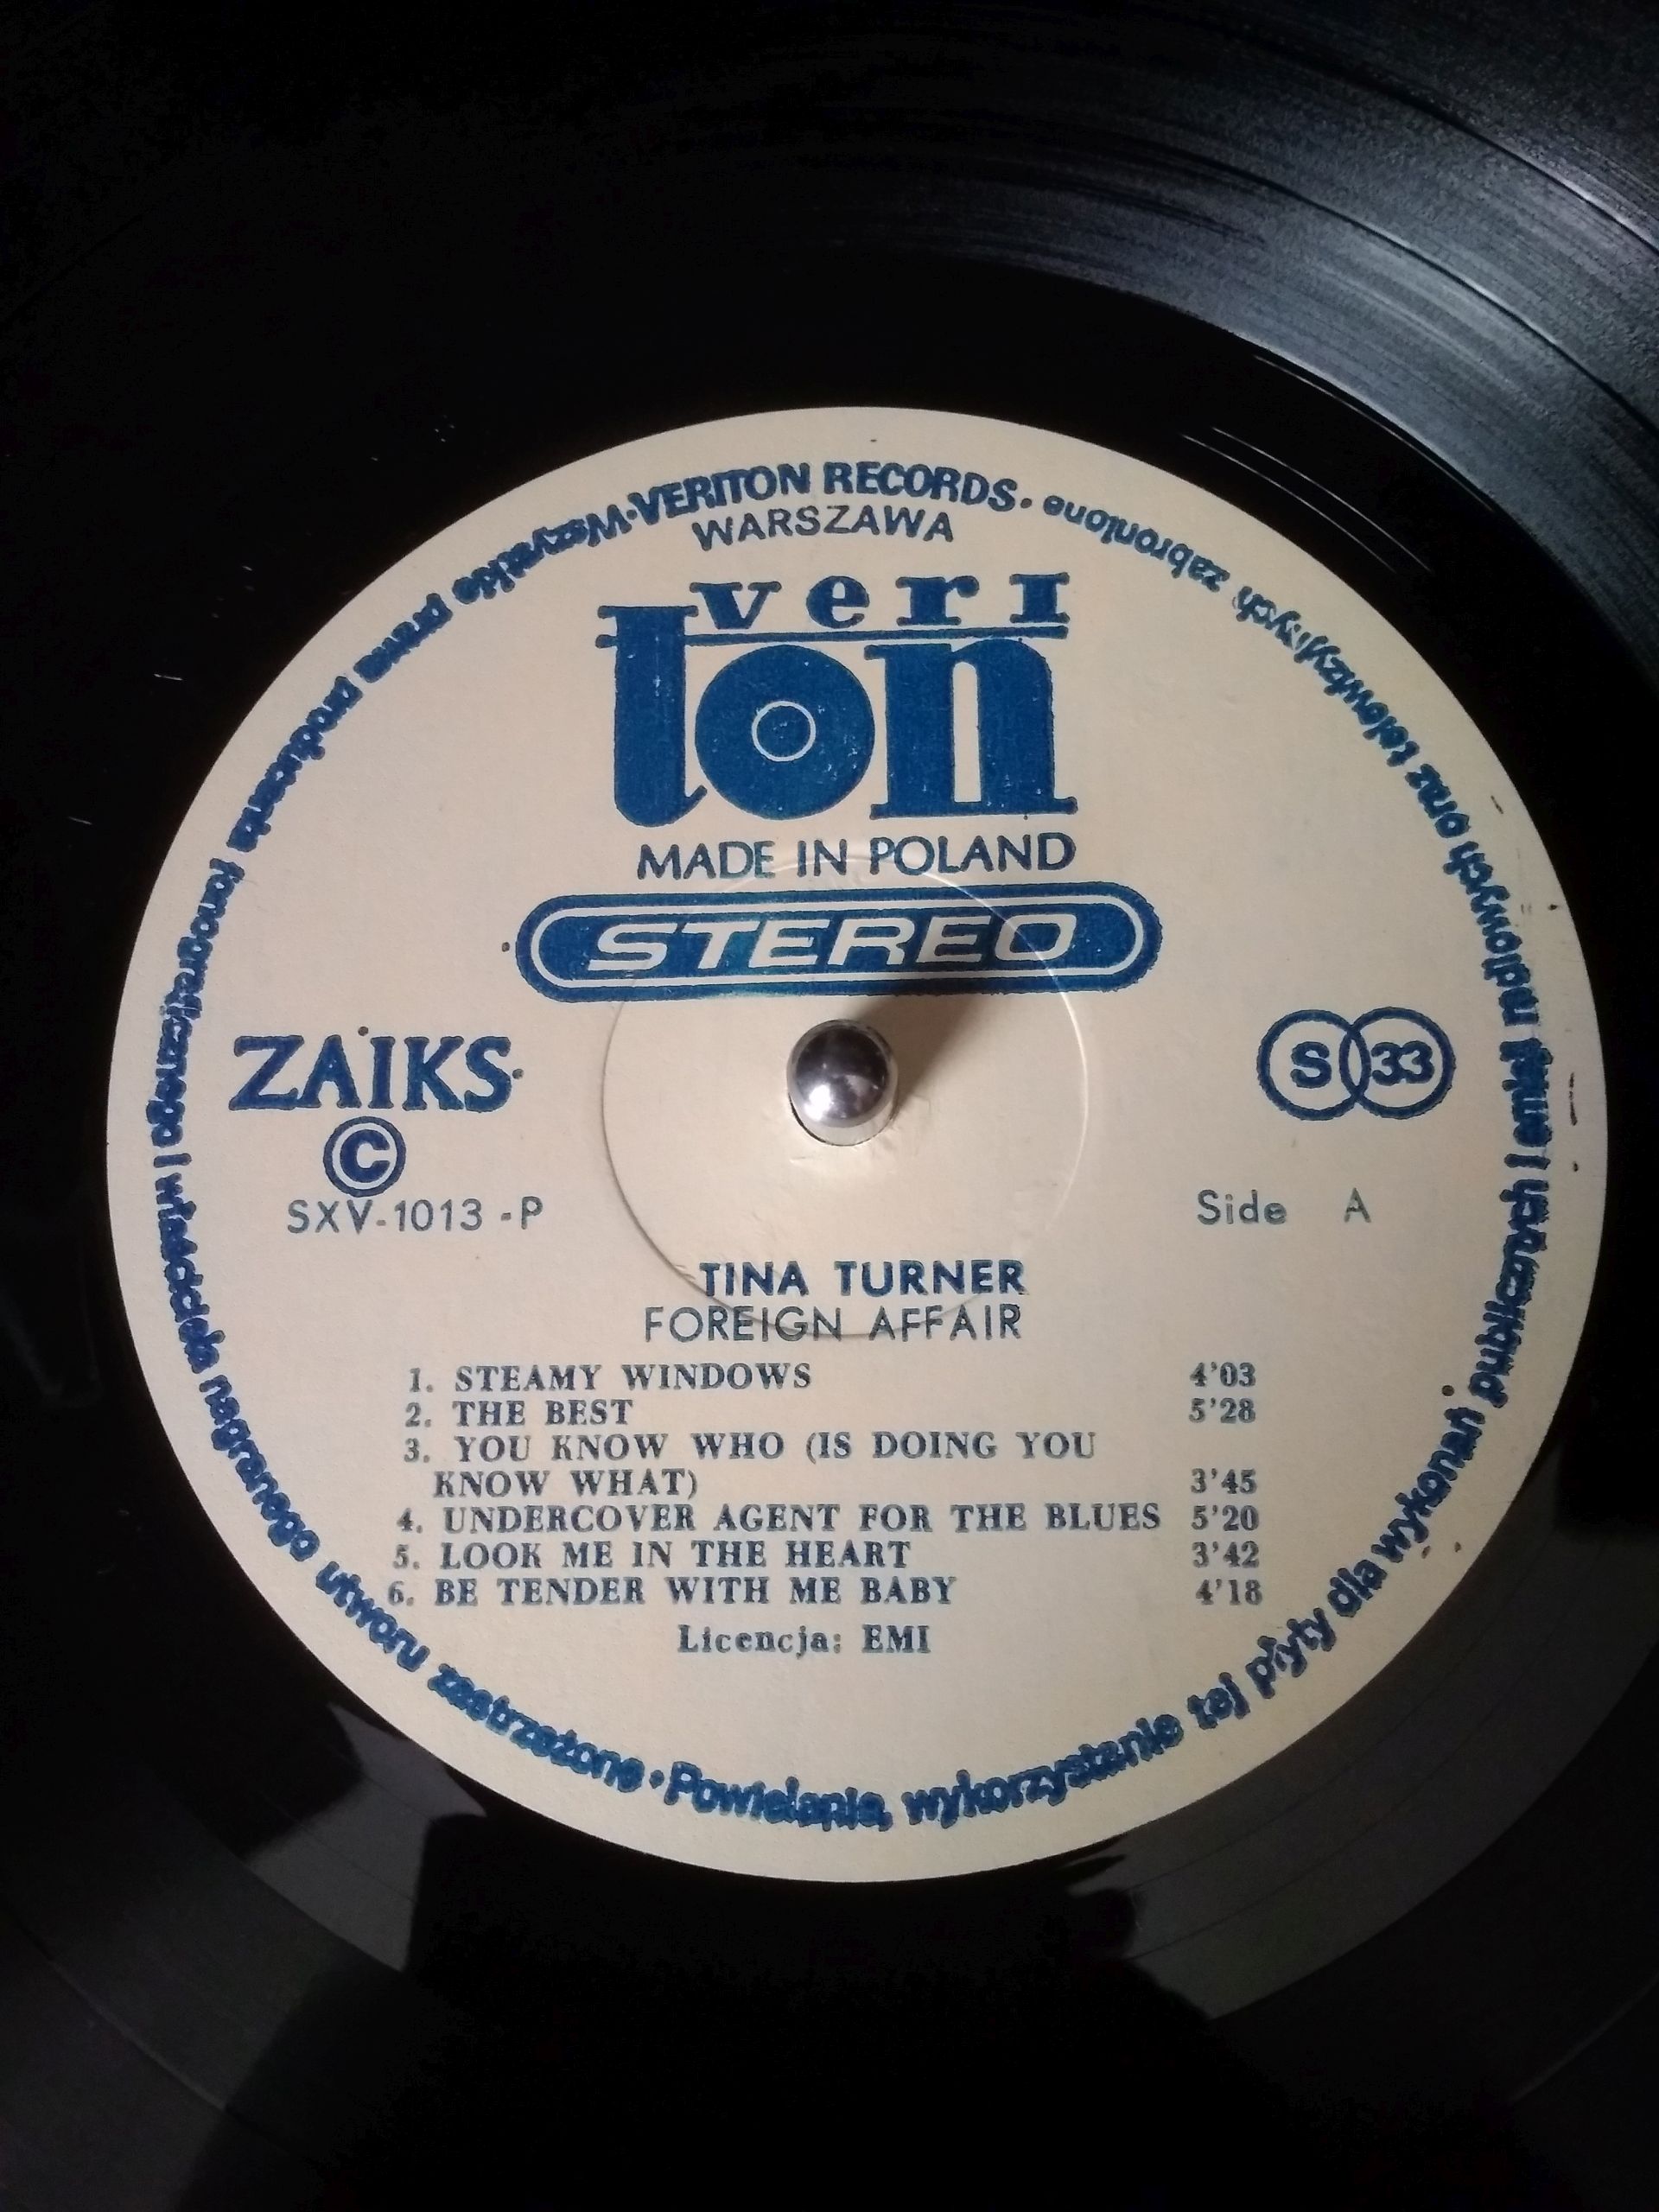 • VERITON RECORDS •
WARSZAWA
Wszystkie prawa producenta fonograficznego i właściciela nagranego utworu zastrzeżone • Powielanie, wykorzystanie tej płyty dla wykonań publicznych i emisji radiowych oraz telewizyjnych zabronione
veri
ton
MADE IN POLAND
STEREO
ZAIKS
©
S 33
SXV-1013 -P
Side A
TINA TURNER
FOREIGN AFFAIR
1. STEAMY WINDOWS 4'03
2. THE BEST 5'28
3. YOU KNOW WHO (IS DOING YOU
KNOW WHAT) 3'45
4. UNDERCOVER AGENT FOR THE BLUES 5'20
5. LOOK ME IN THE HEART 3'42
6. BE TENDER WITH ME BABY 4'18
Licencja: EMI